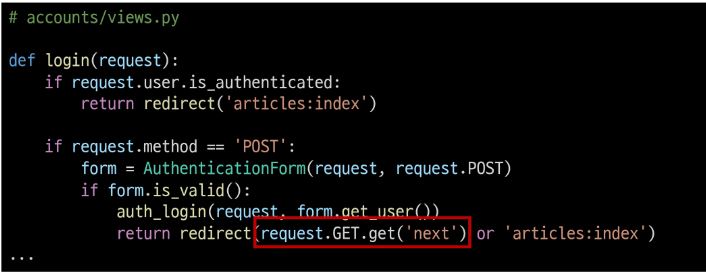 # accounts/views.py
def login(request):
    if request.user.is_authenticated:
        return redirect('articles:index')
    if request.method == 'POST':
        form = AuthenticationForm(request, request.POST)
        if form.is_valid():
            auth_login(request, form.get_user())
            return redirect(request.GET.get('next') or 'articles:index')
...